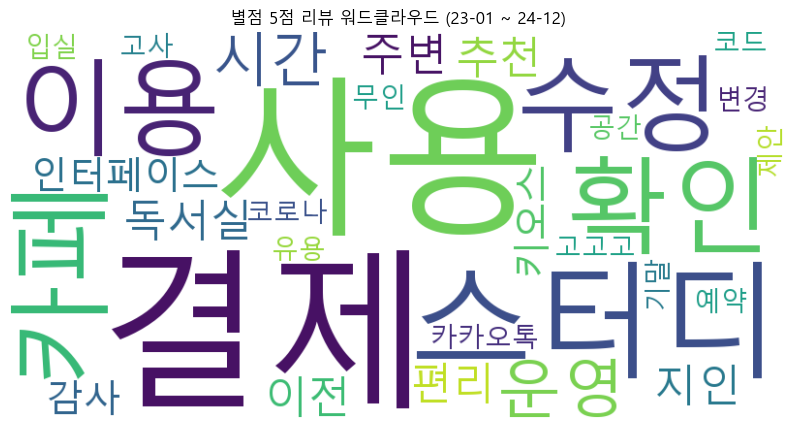 별점 5점 리뷰 워드클라우드 (23-01 ~ 24-12)
입실
고사
시간
주변
추천
코드
이용
사용
수정
무인
변경
공간
제안
인터페이스
확인
카페
독서실
코로나
키오스
유용
고고고
결제
스터디
기말
예약
카카오톡
감사
이전
편리
운영
지인